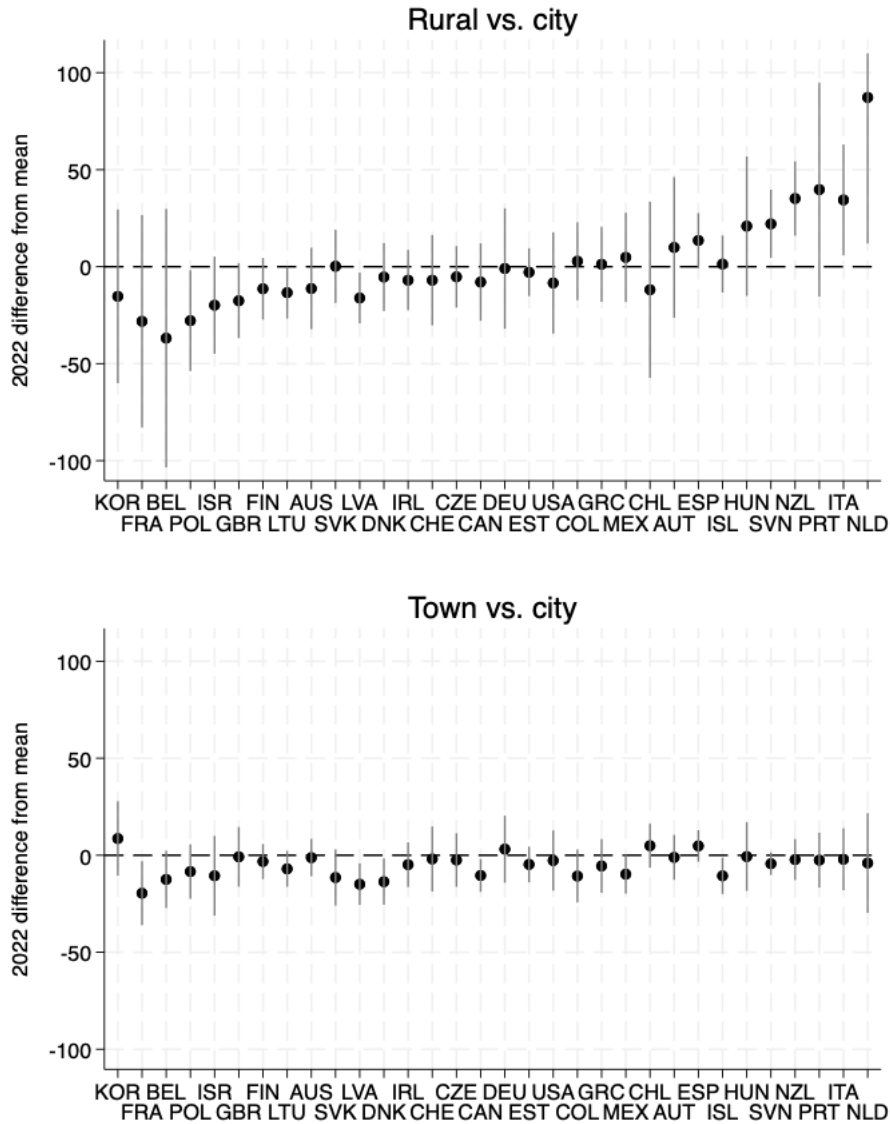 Rural vs. city
2022 difference from mean
100
50
0
-50
-100
KOR BEL ISR FIN AUS LVA IRL CZE DEU USA GRC CHL ESP HUN NZL ITA
FRA POL GBR LTU SVK DNK CHE CAN EST COL MEX AUT ISL SVN PRT NLD
Town vs. city
2022 difference from mean
100
50
0
-50
-100
KOR BEL ISR FIN AUS LVA IRL CZE DEU USA GRC CHL ESP HUN NZL ITA
FRA POL GBR LTU SVK DNK CHE CAN EST COL MEX AUT ISL SVN PRT NLD